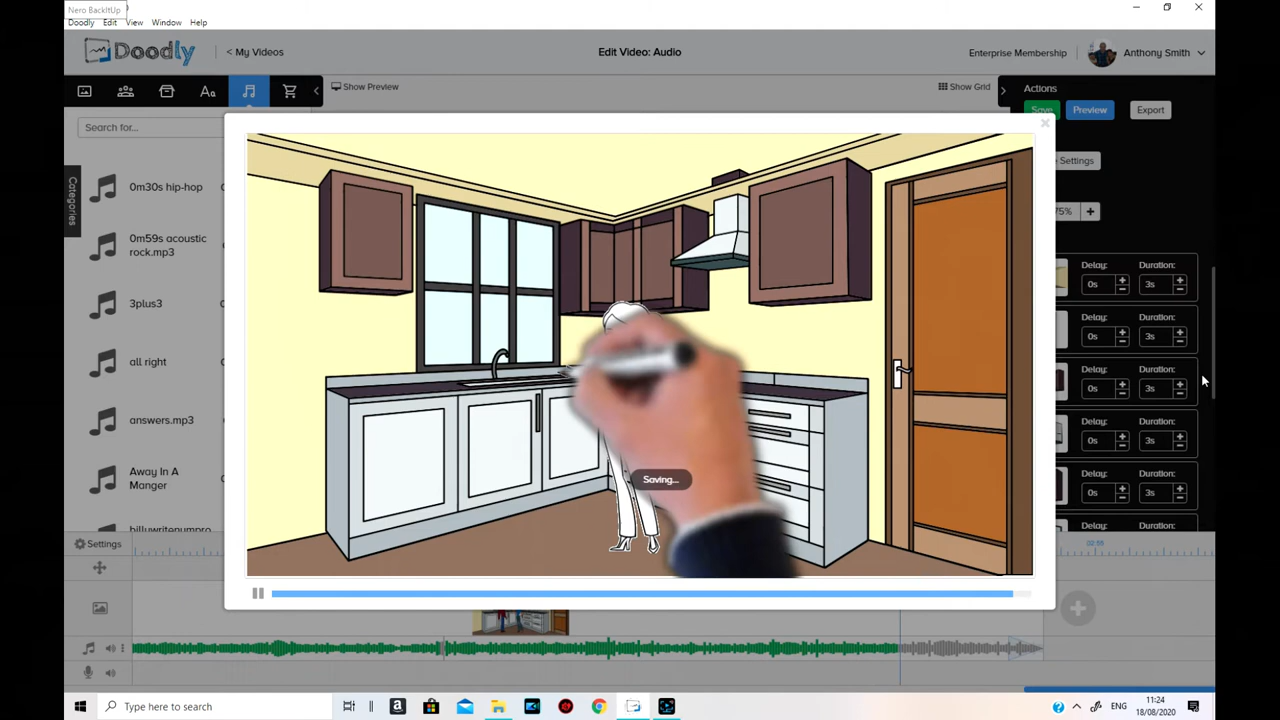 Nero BackItUp
Doodly Edit View Window Help
Doodly
< My Videos
Edit Video: Audio
Enterprise Membership
Anthony Smith
Show Preview
Show Grid
Actions
Save
Preview
Export
Search for...
Categories
Settings
75%
0m30s hip-hop
0m59s acoustic
rock.mp3
3plus3
all right
answers.mp3
Away In A
Manger
billywritenumpro
Delay: Duration:
0s 3s
Delay: Duration:
0s 3s
Delay: Duration:
0s 3s
Delay: Duration:
0s 3s
Delay: Duration:
0s 3s
Saving...
Settings
Type here to search
ENG
11:24
18/08/2020